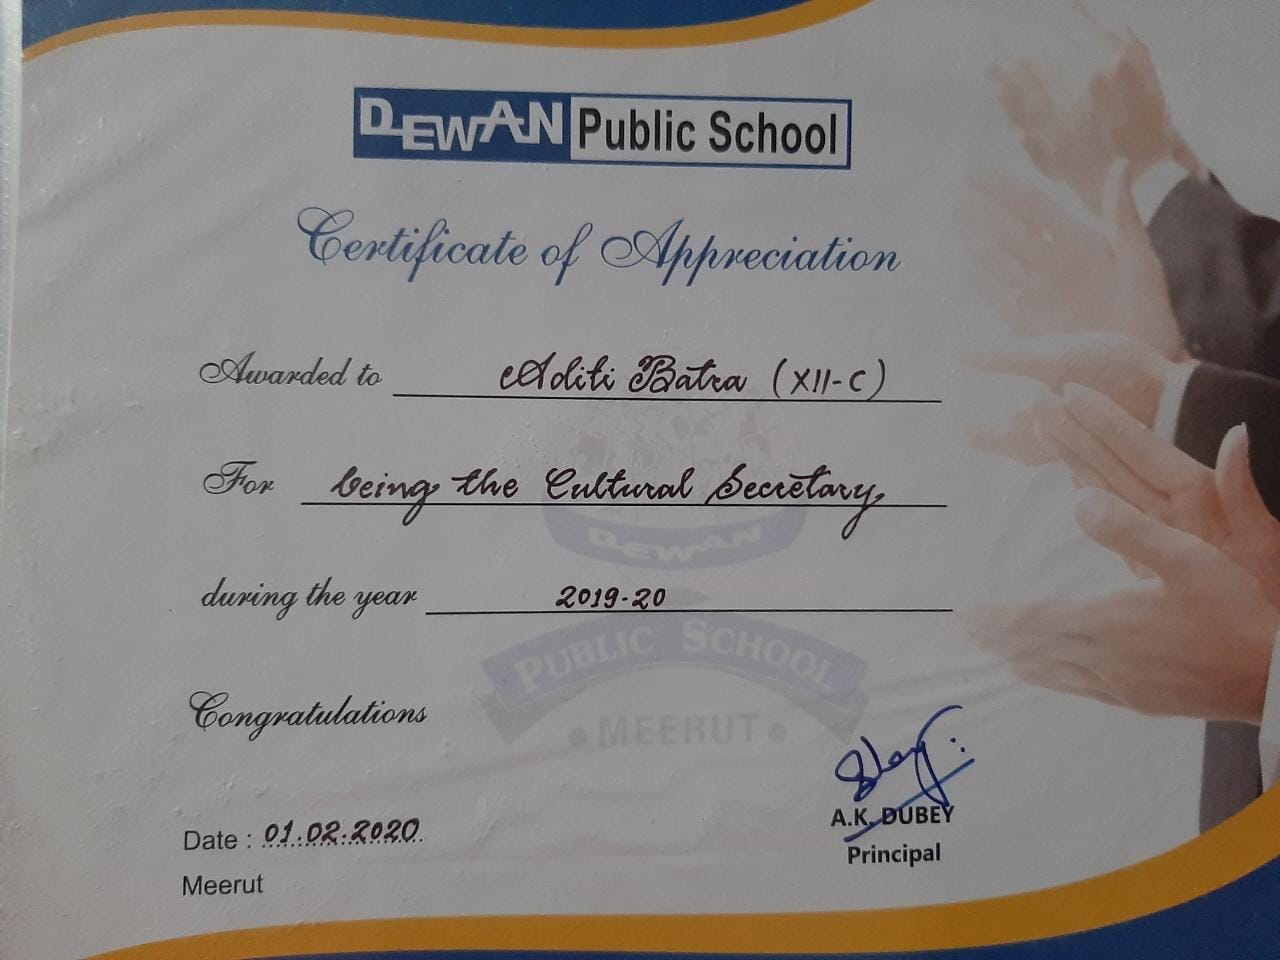 DEWAN Public School
Certificate of Appreciation
Awarded to Aditi Batra (XII-C)
For being the Cultural Secretary
during the year 2019-20
DEWAN
PUBLIC SCHOOL
• MEERUT •
Congratulations
A.K. DUBEY
Principal
Date : 01.02.2020
Meerut